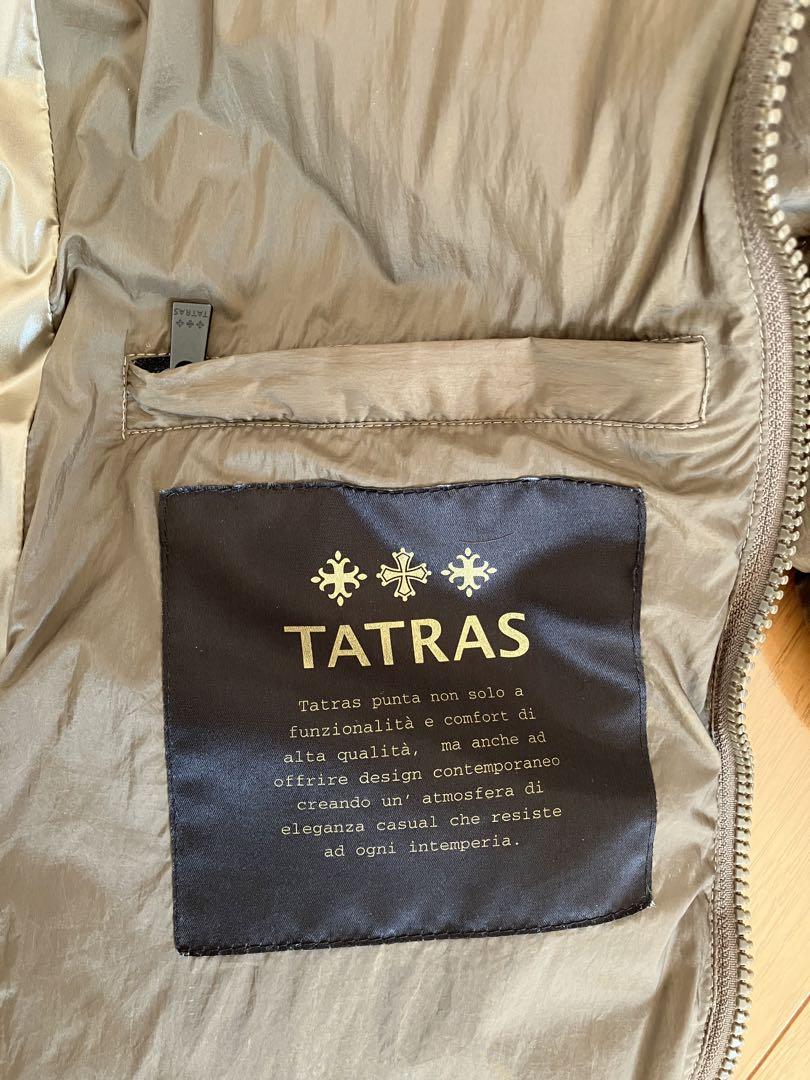 TATRAS
TATRAS
Tatras punta non solo a
funzionalità e comfort di
alta qualità, ma anche ad
offrire design contemporaneo
creando un' atmosfera di
eleganza casual che resiste
ad ogni intemperia.